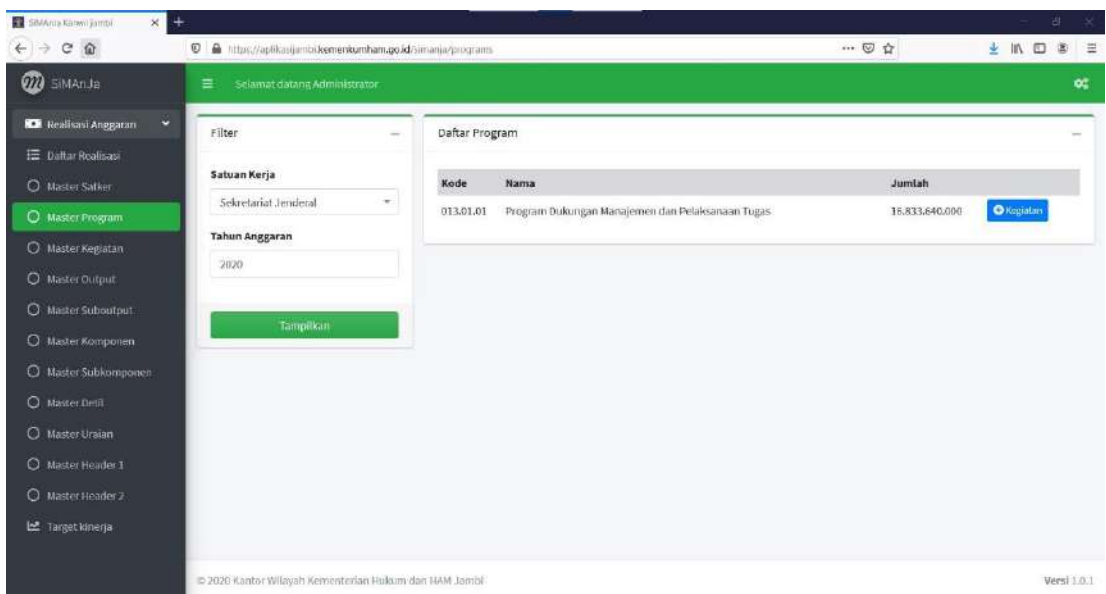 SiMAnja Kanwil Jambi
https://aplikasijambi.kemenkumham.go.id/simanja/programs
SiMAnJa
Selamat datang Administrator
Realisasi Anggaran
Daftar Realisasi
Master Satker
Master Program
Master Kegiatan
Master Output
Master Suboutput
Master Komponen
Master Subkomponen
Master Detil
Master Uraian
Master Header 1
Master Header 2
Target kinerja
Filter
Satuan Kerja
Sekretariat Jenderal
Tahun Anggaran
2020
Tampilkan
Daftar Program
Kode Nama Jumlah
013.01.01 Program Dukungan Manajemen dan Pelaksanaan Tugas 16.833.640.000 Kegiatan
© 2020 Kantor Wilayah Kementerian Hukum dan HAM Jambi
Versi 1.0.1